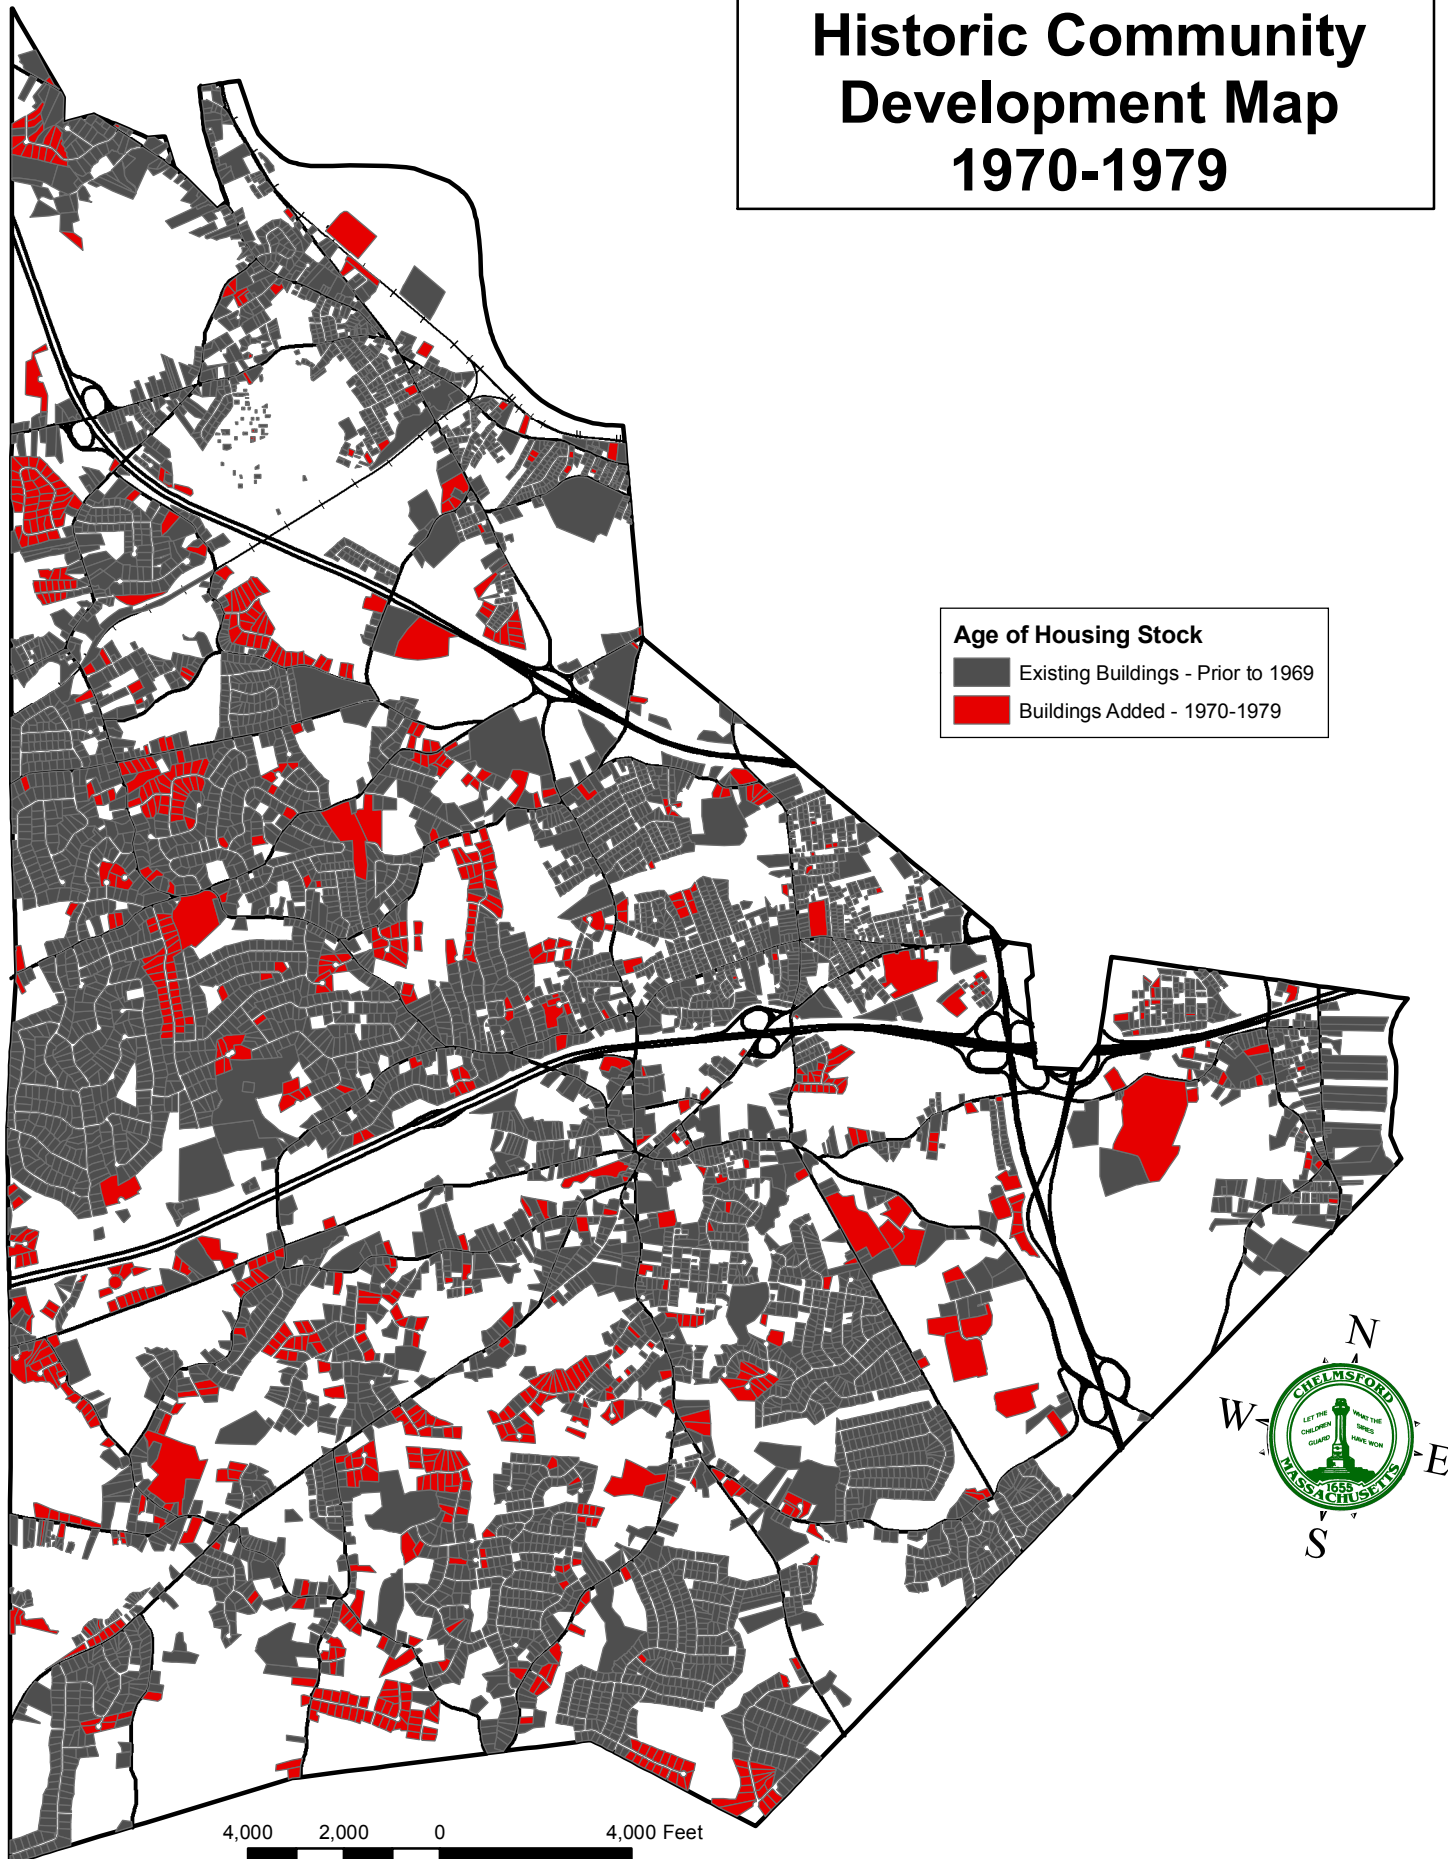 Historic Community
Development Map
1970-1979
Age of Housing Stock
Existing Buildings - Prior to 1969
Buildings Added - 1970-1979
N
W
E
S
CHELMSFORD
LET THE
CHILDREN
GUARD
WHAT THE
SIRES
HAVE WON
1655
MASSACHUSETTS
4,000 2,000 0 4,000 Feet